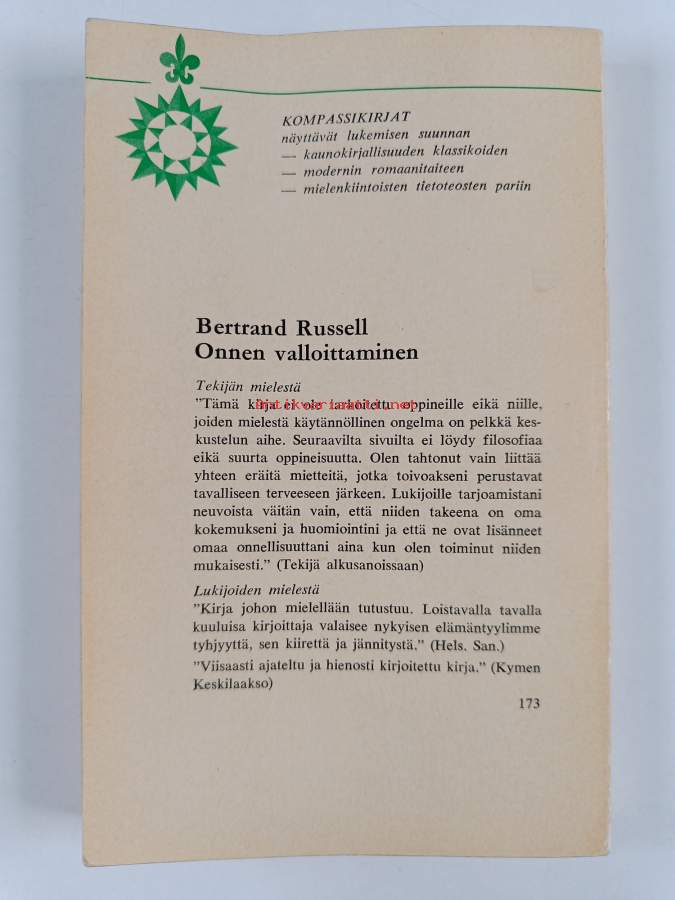 KOMPASSIKIRJAT
näyttävät lukemisen suunnan
— kaunokirjallisuuden klassikoiden
— modernin romaanitaiteen
— mielenkiintoisten tietoteosten pariin
Bertrand Russell
Onnen valloittaminen
Tekijän mielestä
"Tämä kirja ei ole tarkoitettu oppineille eikä niille,
antikvariaatti.net
joiden mielestä käytännöllinen ongelma on pelkkä kes-
kustelun aihe. Seuraavilta sivuilta ei löydy filosofiaa
eikä suurta oppineisuutta. Olen tahtonut vain liittää
yhteen eräitä mietteitä, jotka toivoakseni perustavat
tavalliseen terveeseen järkeen. Lukijoille tarjoamistani
neuvoista väitän vain, että niiden takeena on oma
kokemukseni ja huomiointini ja että ne ovat lisänneet
omaa onnellisuuttani aina kun olen toiminut niiden
mukaisesti." (Tekijä alkusanoissaan)
Lukijoiden mielestä
"Kirja johon mielellään tutustuu. Loistavalla tavalla
kuuluisa kirjoittaja valaisee nykyisen elämäntyylimme
tyhjyyttä, sen kiirettä ja jännitystä." (Hels. San.)
"Viisaasti ajateltu ja hienosti kirjoitettu kirja." (Kymen
Keskilaakso)
173